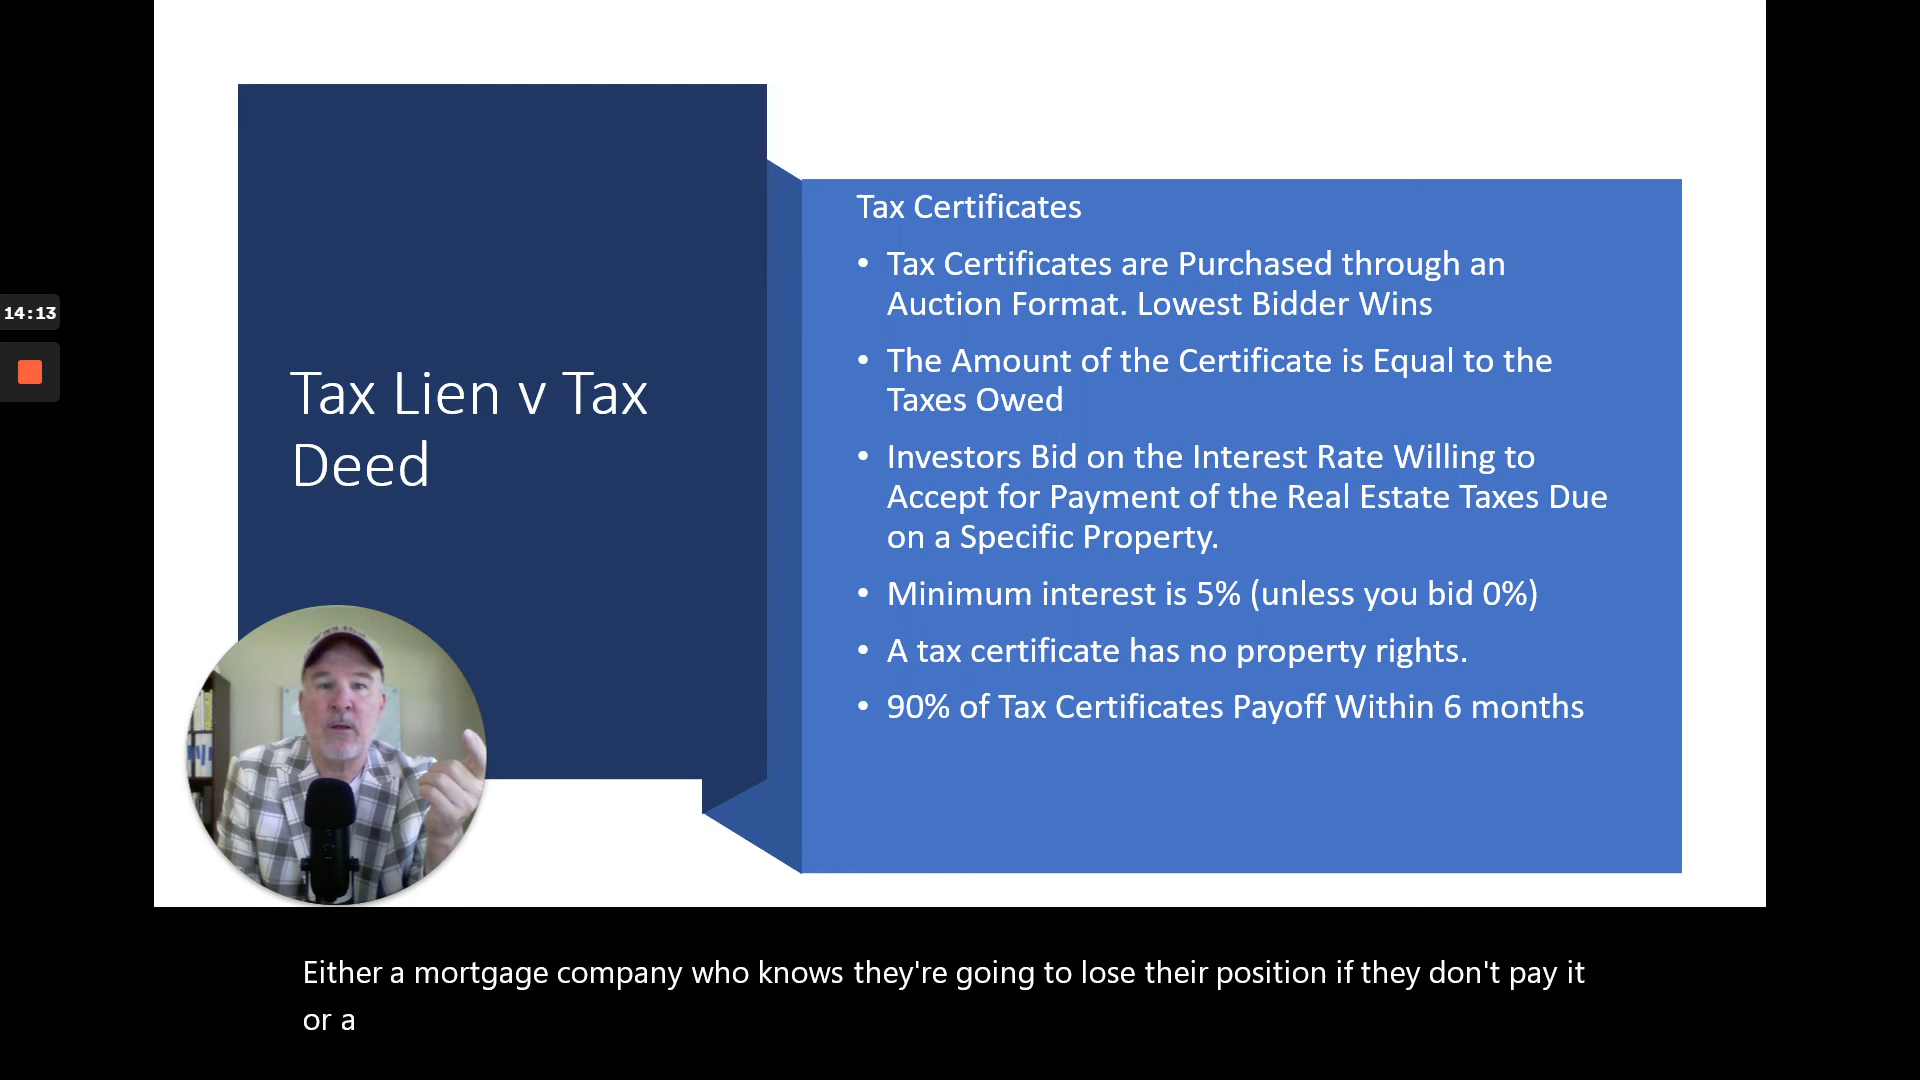 Tax Certificates
• Tax Certificates are Purchased through an
Auction Format. Lowest Bidder Wins
• The Amount of the Certificate is Equal to the
Taxes Owed
• Investors Bid on the Interest Rate Willing to
Accept for Payment of the Real Estate Taxes Due
on a Specific Property.
• Minimum interest is 5% (unless you bid 0%)
• A tax certificate has no property rights.
• 90% of Tax Certificates Payoff Within 6 months
Tax Lien v Tax
Deed
14:13
Either a mortgage company who knows they're going to lose their position if they don't pay it
or a